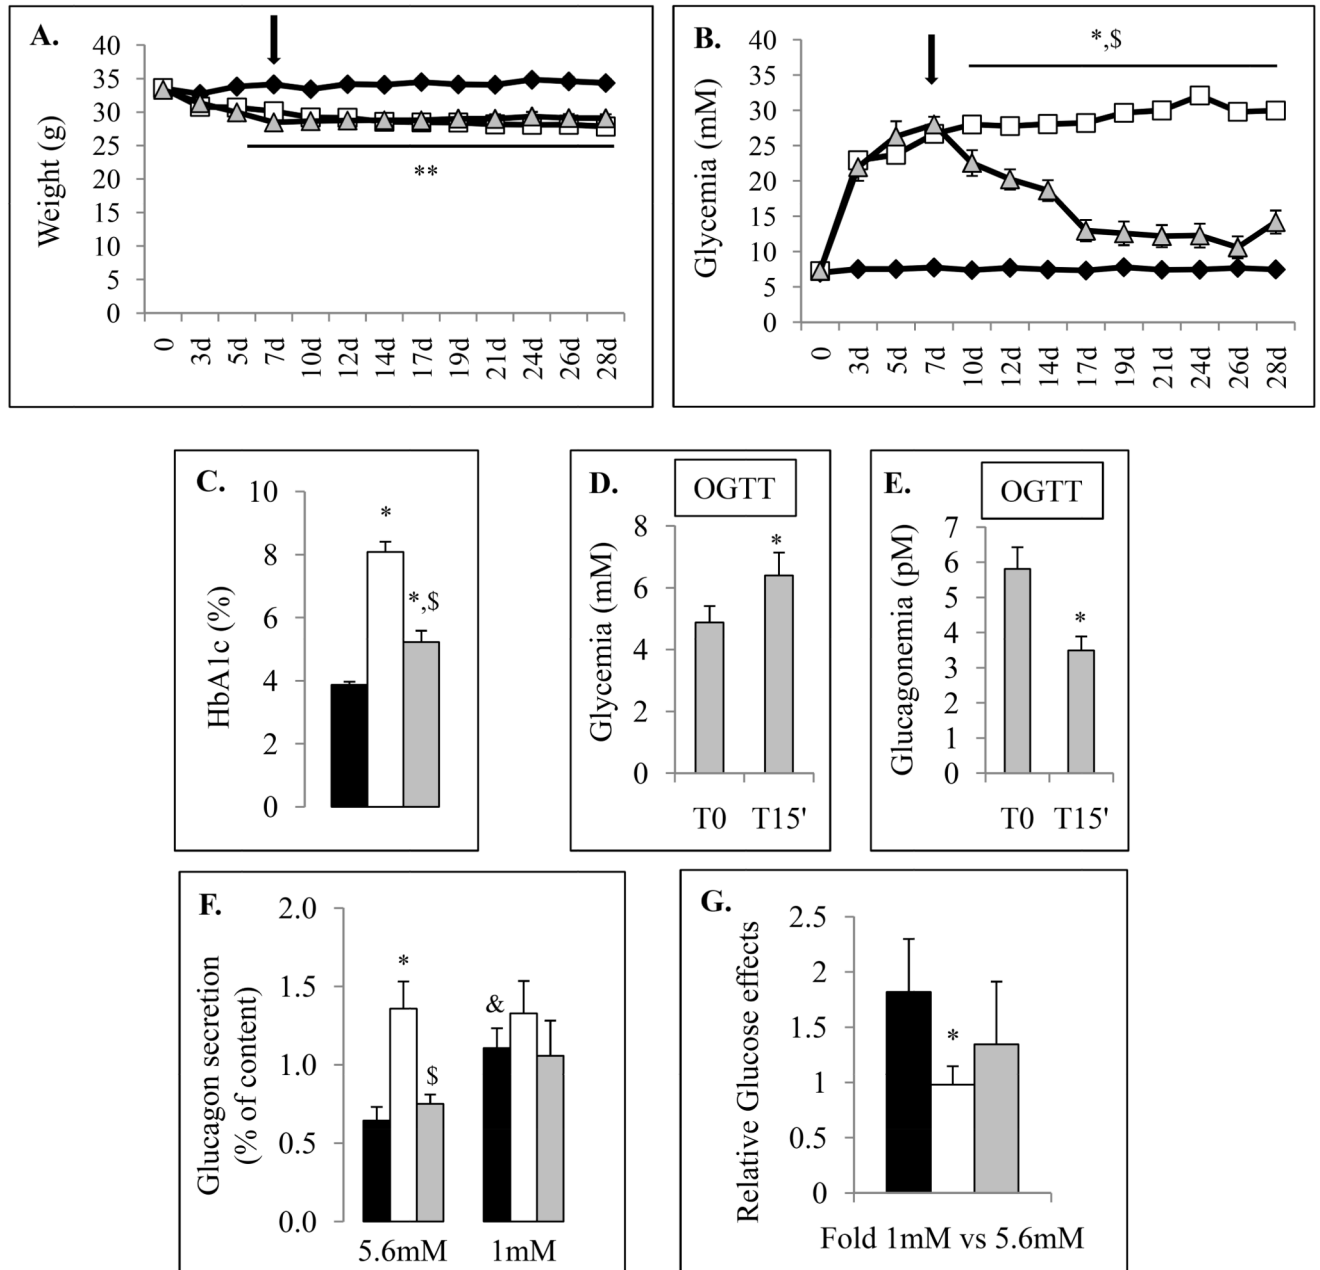 A.
Weight (g)
40
35
30
25
20
15
10
5
0
**
0 3d 5d 7d 10d 12d 14d 17d 19d 21d 24d 26d 28d
B.
Glycemia (mM)
40
35
30
25
20
15
10
5
0
*,$
0 3d 5d 7d 10d 12d 14d 17d 19d 21d 24d 26d 28d
C.
HbA1c (%)
10
8
6
4
2
0
*
*,$
D.
OGTT
Glycemia (mM)
8
6
4
2
0
*
T0 T15'
E.
OGTT
Glucagonemia (pM)
7
6
5
4
3
2
1
0
*
T0 T15'
F.
Glucagon secretion
(% of content)
2.0
1.5
1.0
0.5
0.0
*
$
&
5.6mM 1mM
G.
Relative Glucose effects
2.5
2
1.5
1
0.5
0
*
Fold 1mM vs 5.6mM